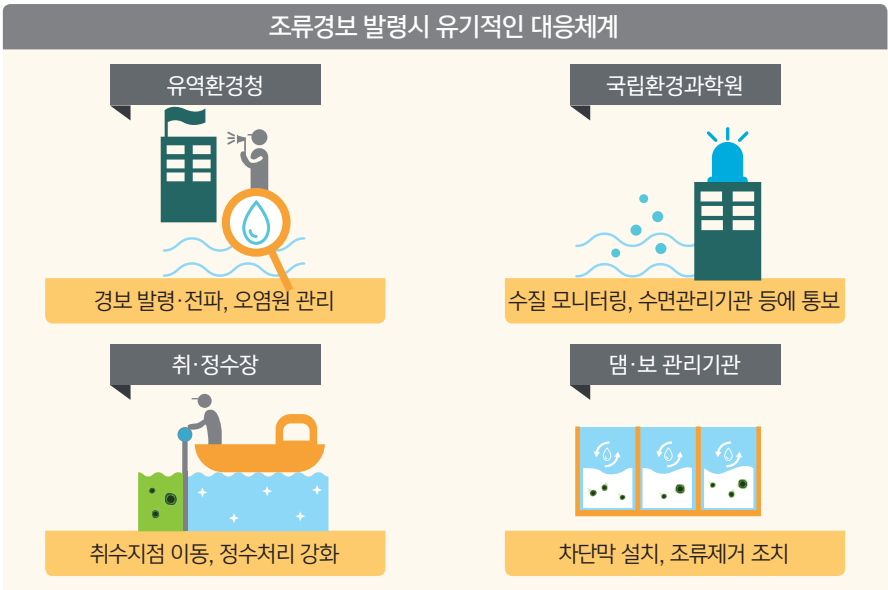 조류경보 발령시 유기적인 대응체계
유역환경청
경보 발령·전파, 오염원 관리
국립환경과학원
수질 모니터링, 수면관리기관 등에 통보
취·정수장
취수지점 이동, 정수처리 강화
댐·보 관리기관
차단막 설치, 조류제거 조치